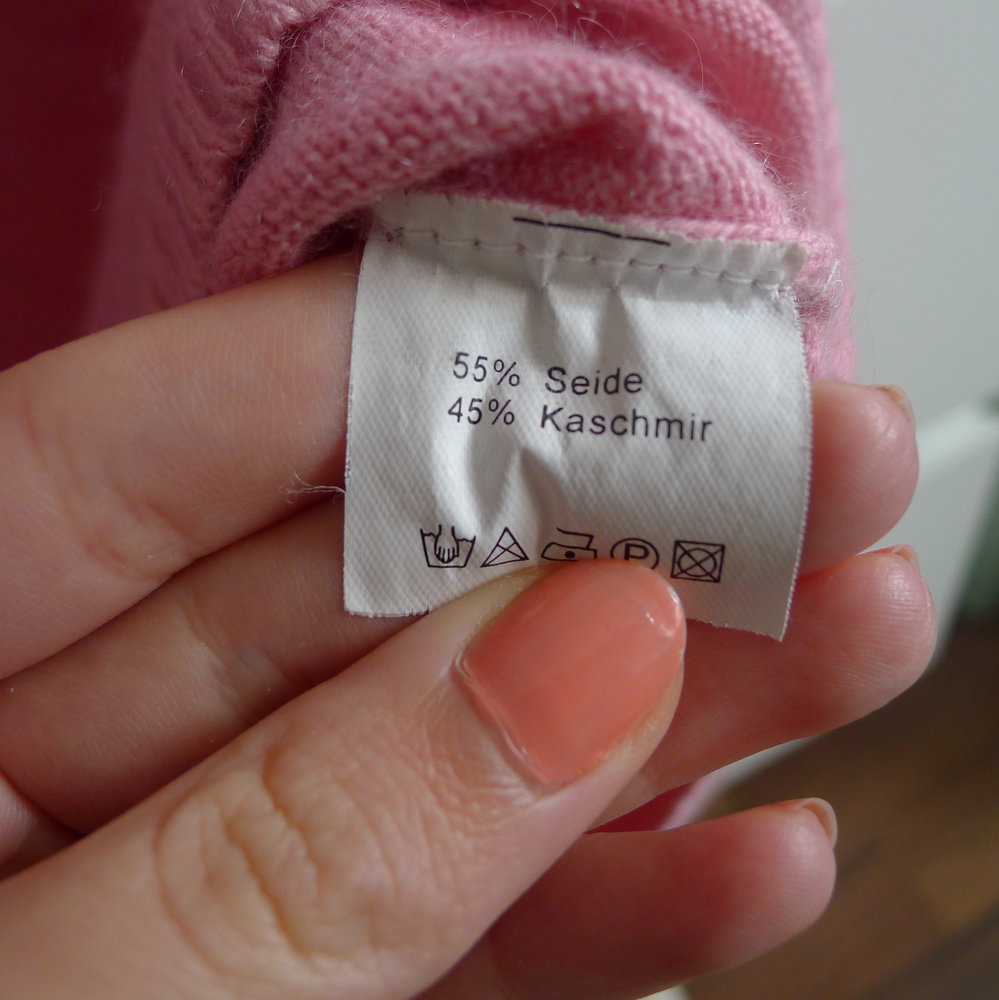 55% Seide
45% Kaschmir
P